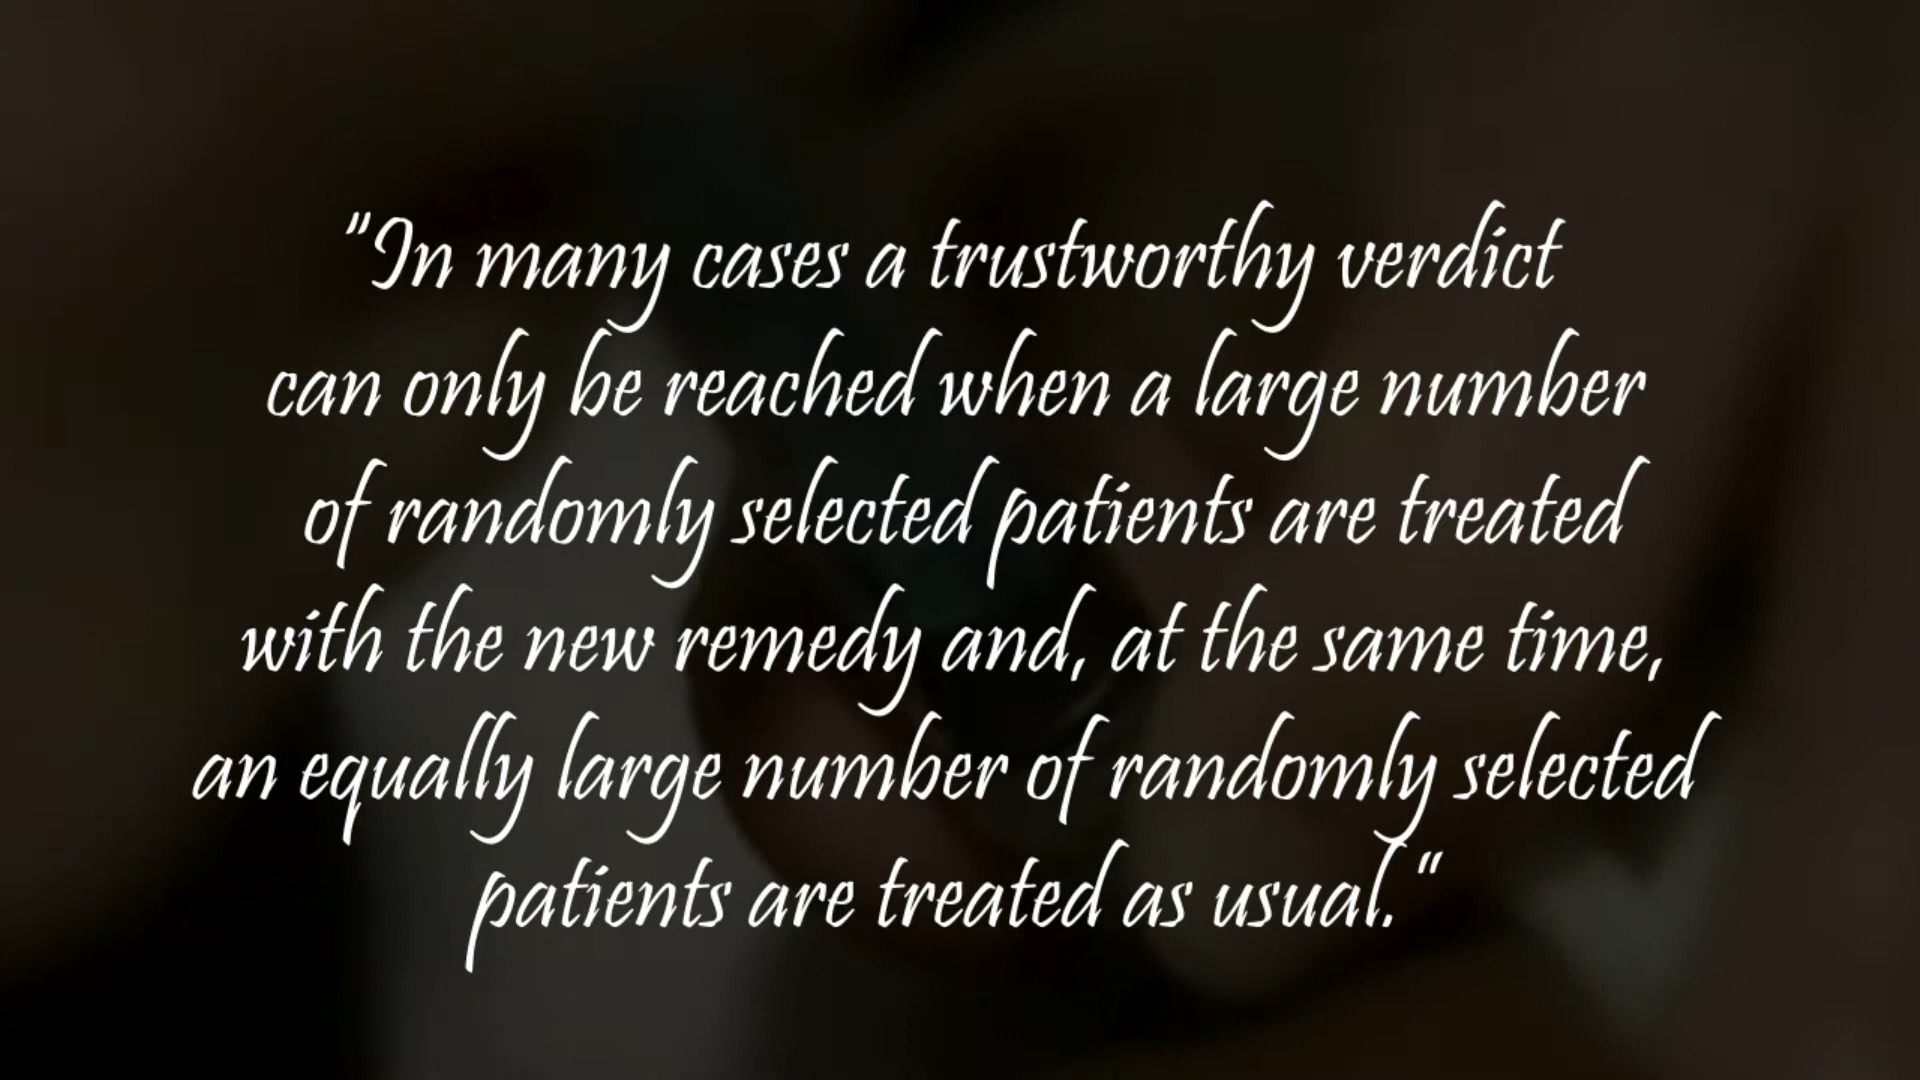 "In many cases a trustworthy verdict
can only be reached when a large number
of randomly selected patients are treated
with the new remedy and, at the same time,
an equally large number of randomly selected
patients are treated as usual."